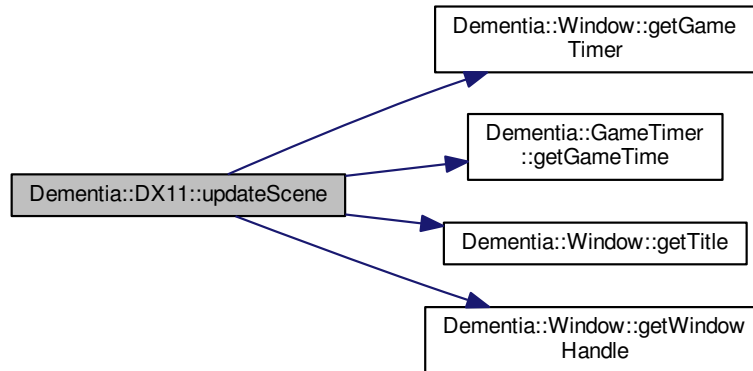 Dementia::Window::getGame
Timer
Dementia::GameTimer
::getGameTime
Dementia::DX11::updateScene
Dementia::Window::getTitle
Dementia::Window::getWindow
Handle